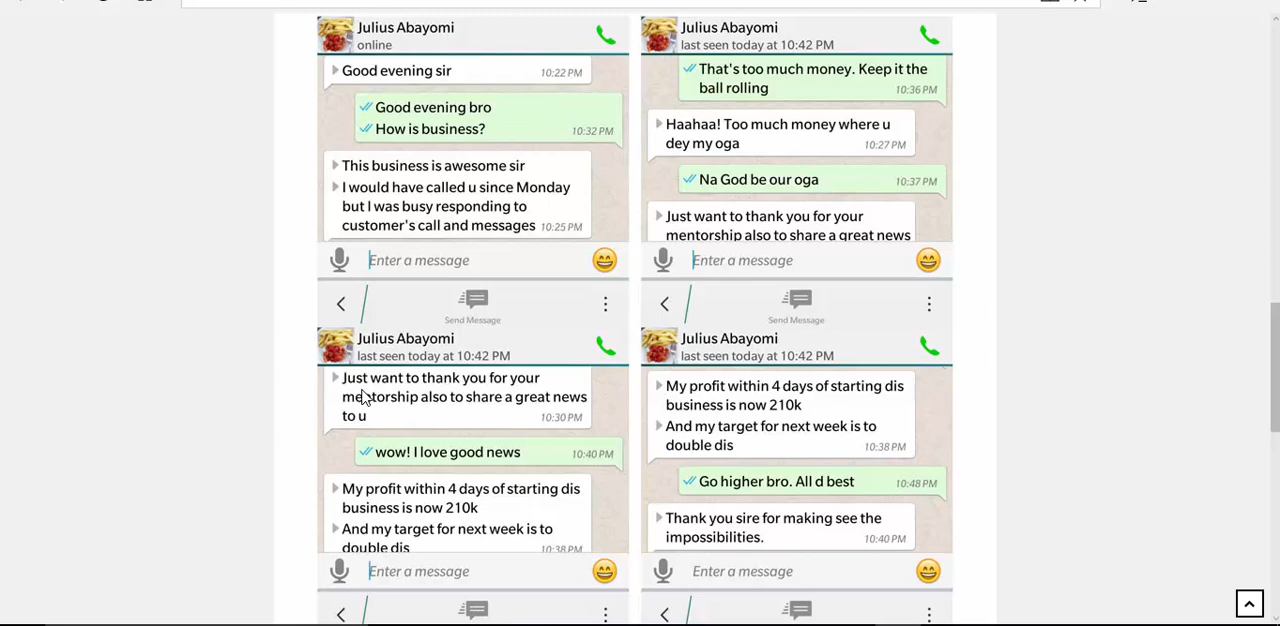 Julius Abayomi
online
Good evening sir
10:22 PM
Good evening bro
How is business?
10:32 PM
This business is awesome sir
I would have called u since Monday
but I was busy responding to
customer's call and messages
10:25 PM
Enter a message
Send Message
Julius Abayomi
last seen today at 10:42 PM
That's too much money. Keep it the
ball rolling
10:36 PM
Haahaa! Too much money where u
dey my oga
10:27 PM
Na God be our oga
10:37 PM
Just want to thank you for your
mentorship also to share a great news
Enter a message
Send Message
Julius Abayomi
last seen today at 10:42 PM
Just want to thank you for your
mentorship also to share a great news
to u
10:30 PM
wow! I love good news
10:40 PM
My profit within 4 days of starting dis
business is now 210k
And my target for next week is to
double dis
10:38 PM
Enter a message
Julius Abayomi
last seen today at 10:42 PM
My profit within 4 days of starting dis
business is now 210k
And my target for next week is to
double dis
10:38 PM
Go higher bro. All d best
10:48 PM
Thank you sire for making see the
impossibilities.
10:40 PM
Enter a message